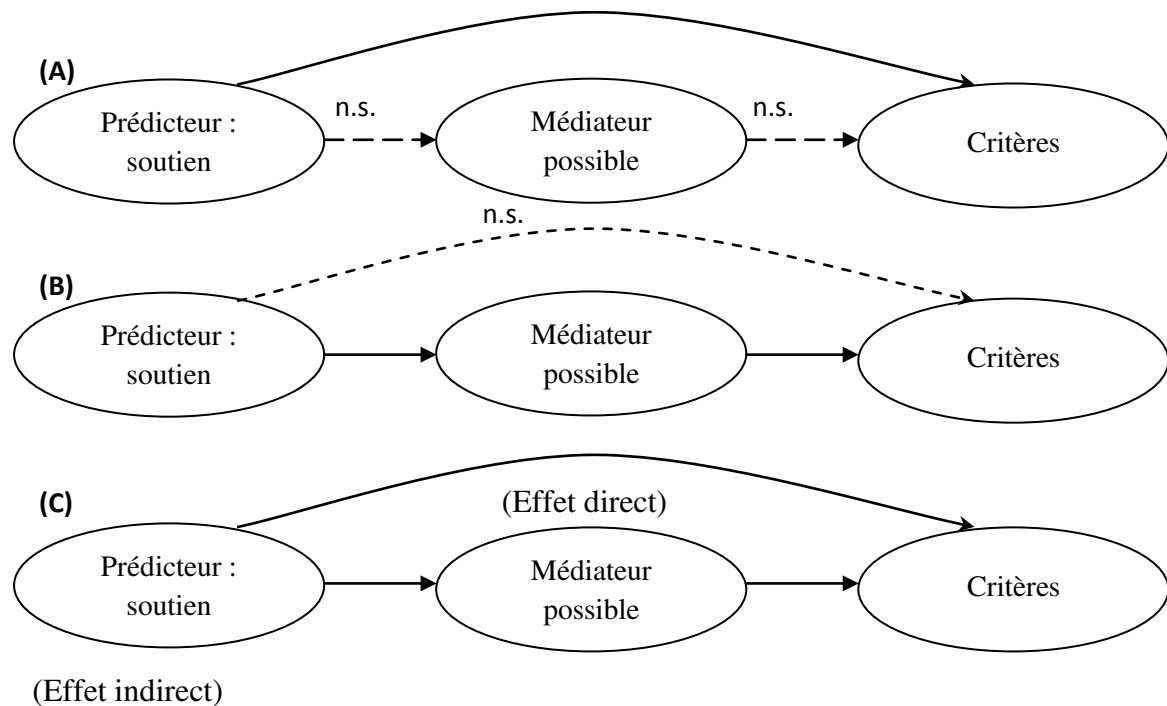 (A)
Prédicteur :
soutien
n.s.
Médiateur
possible
n.s.
Critères
n.s.
(B)
Prédicteur :
soutien
Médiateur
possible
Critères
(C)
(Effet direct)
Prédicteur :
soutien
Médiateur
possible
Critères
(Effet indirect)